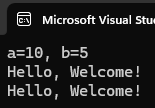 Microsoft Visual Stu
a=10, b=5
Hello, Welcome!
Hello, Welcome!